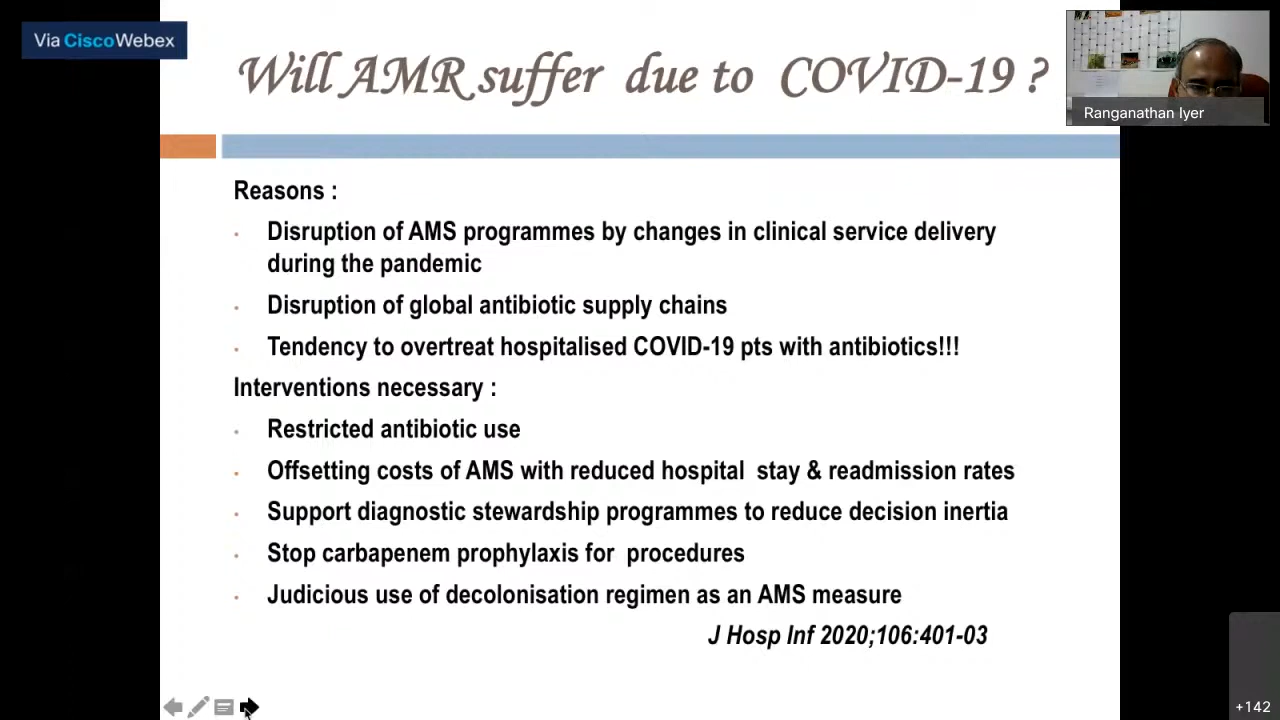 Via CiscoWebex
Will AMR suffer due to COVID-19 ?
Ranganathan Iyer
Reasons :
Disruption of AMS programmes by changes in clinical service delivery
during the pandemic
Disruption of global antibiotic supply chains
Tendency to overtreat hospitalised COVID-19 pts with antibiotics!!!
Interventions necessary :
Restricted antibiotic use
Offsetting costs of AMS with reduced hospital stay & readmission rates
Support diagnostic stewardship programmes to reduce decision inertia
Stop carbapenem prophylaxis for procedures
Judicious use of decolonisation regimen as an AMS measure
J Hosp Inf 2020;106:401-03
+142